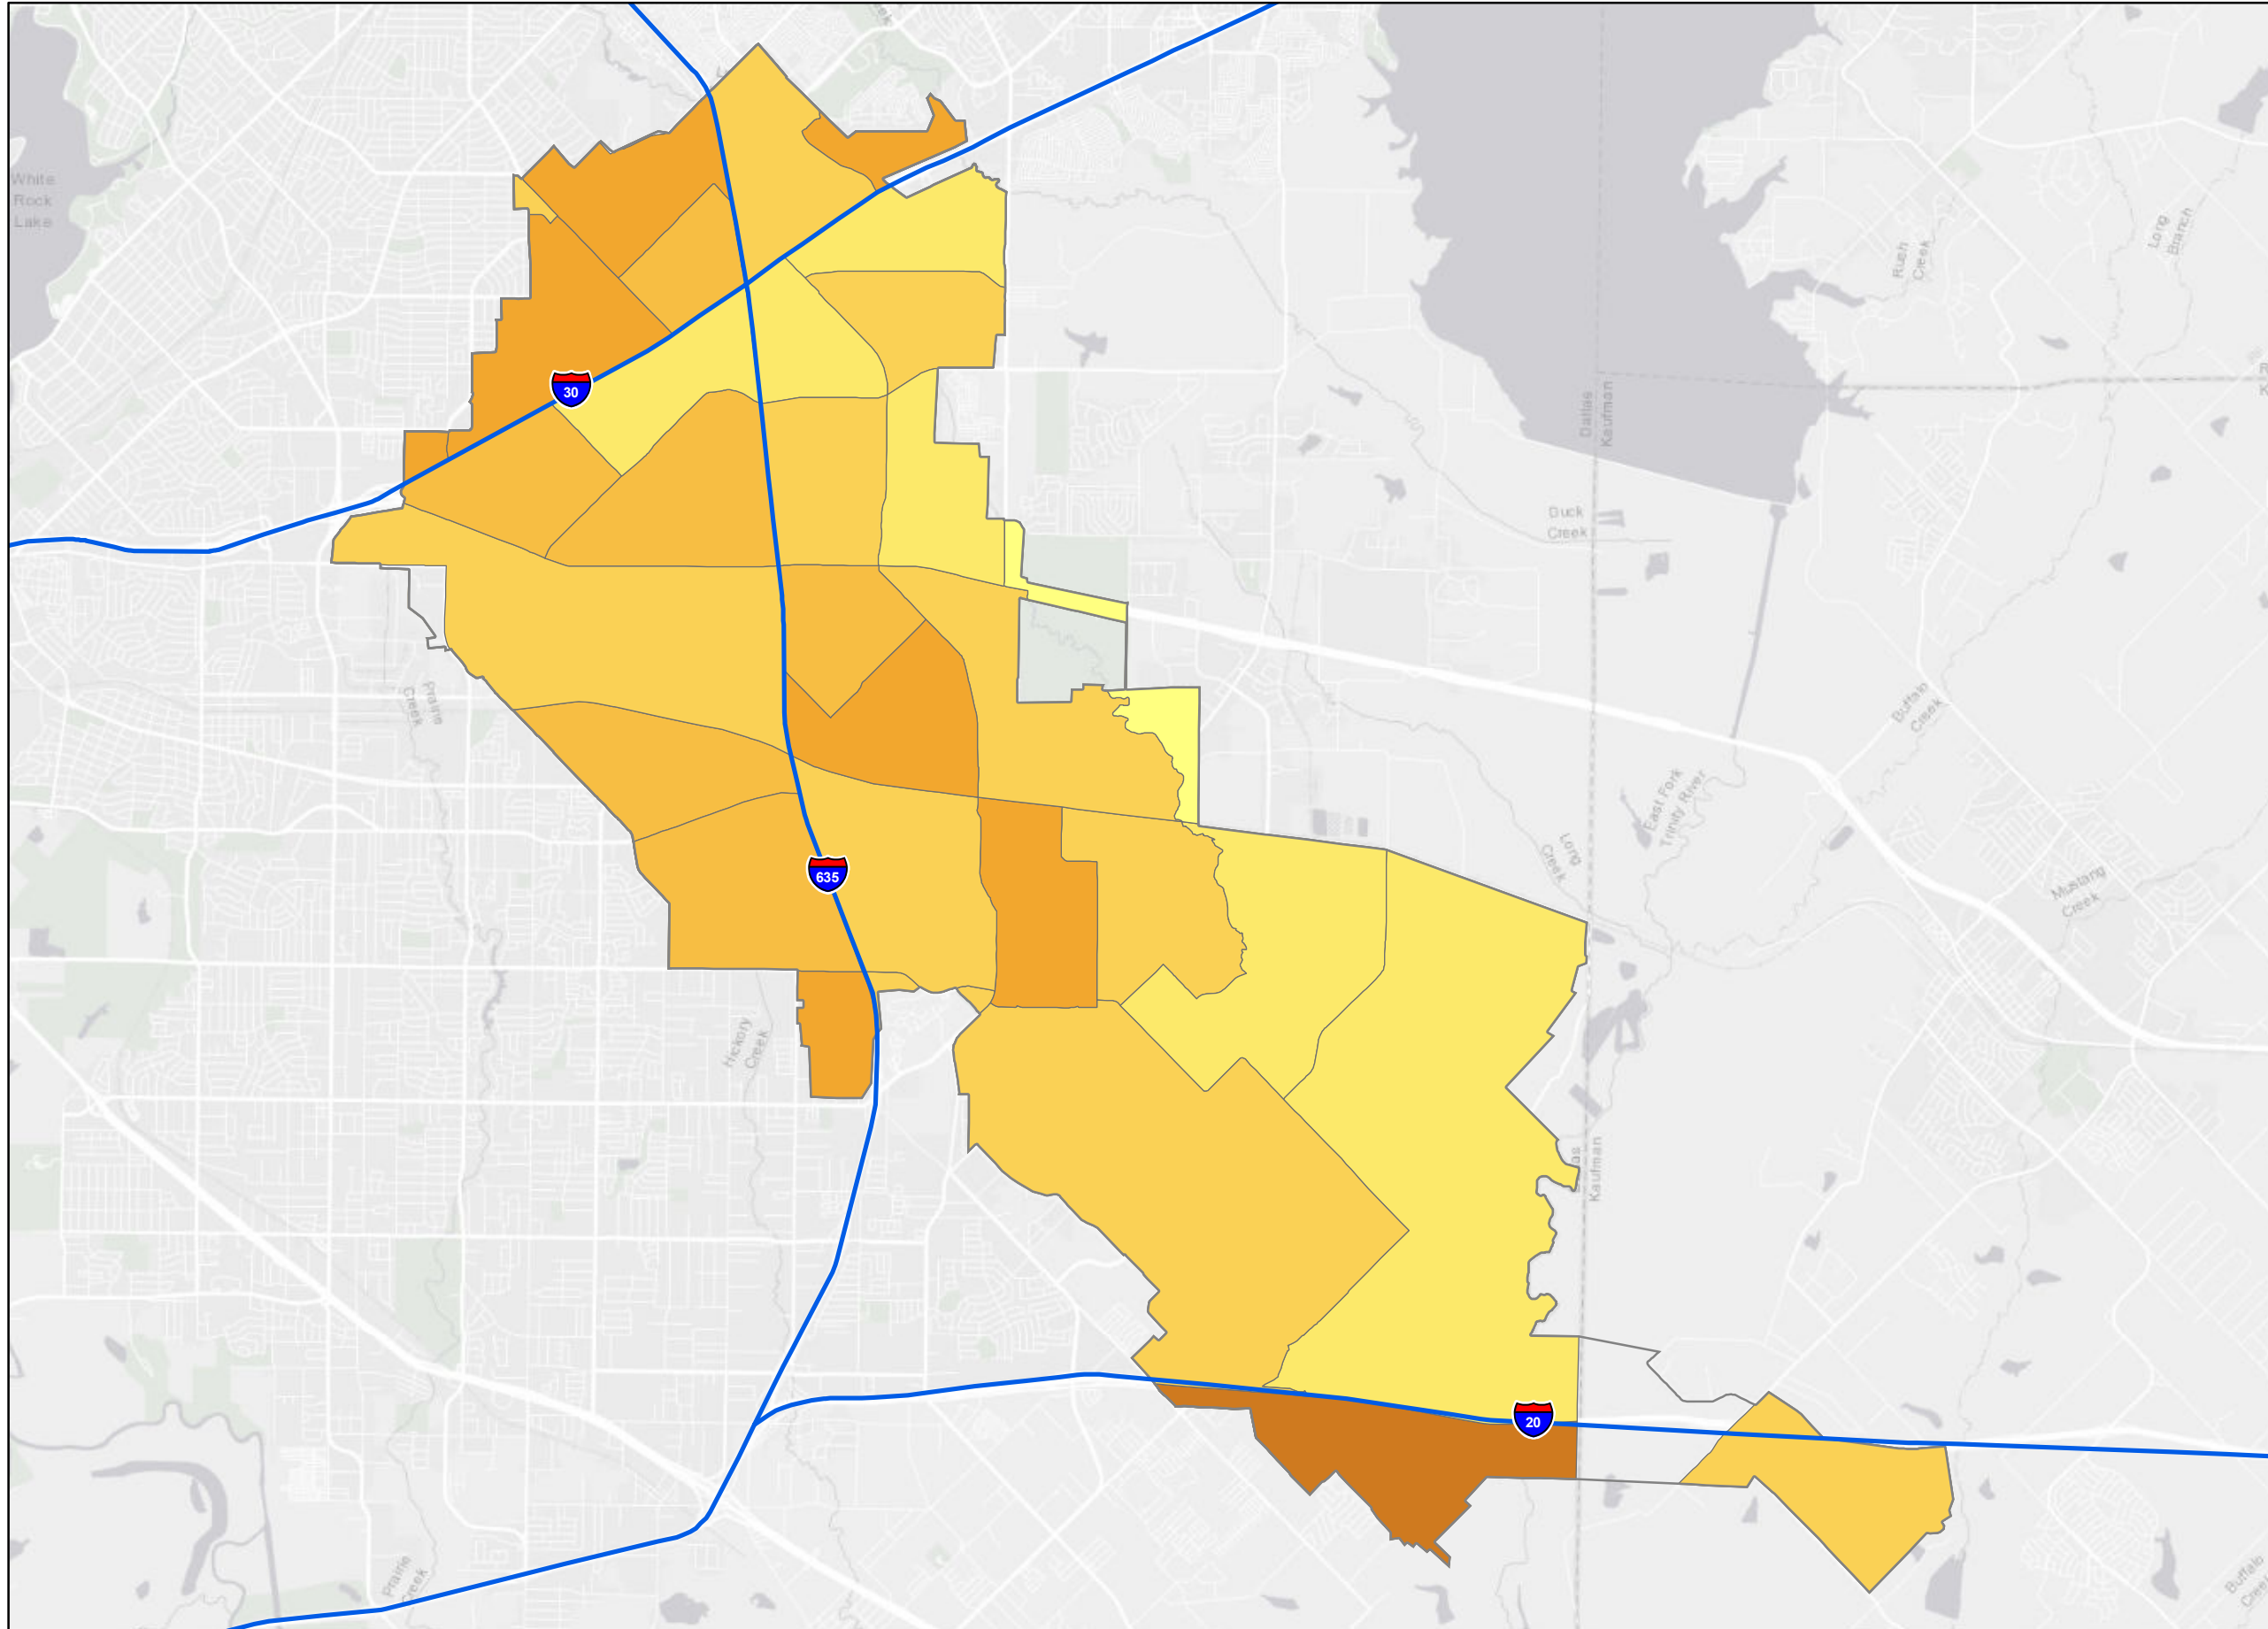 White
Rock
Lake
Long
Branch
Rush
Creek
30
Dallas
Kaufman
Duck
Creek
Prairie
Creek
Buffalo
Creek
East Fork
Trinity River
Long
Creek
Mustang
Creek
635
Hickory
Creek
Kaufman
20
Prairie
Creek
Buffalo
Creek